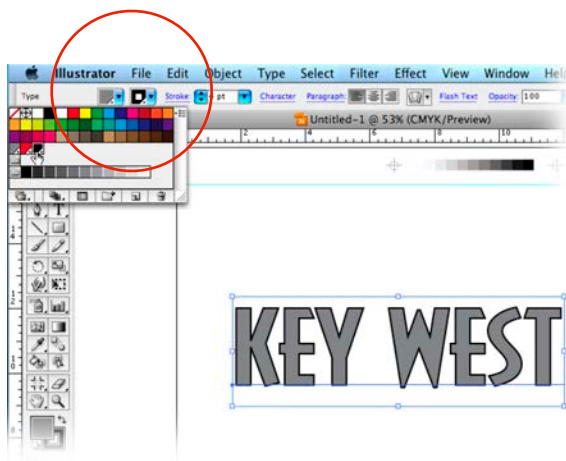 Illustrator File Edit Object Type Select Filter Effect View Window Help
Type Stroke: pt Character Paragraph: Flash Text Opacity: 100
Untitled-1 @ 53% (CMYK/Preview)
2 4 6 8 10
T
KEY WEST